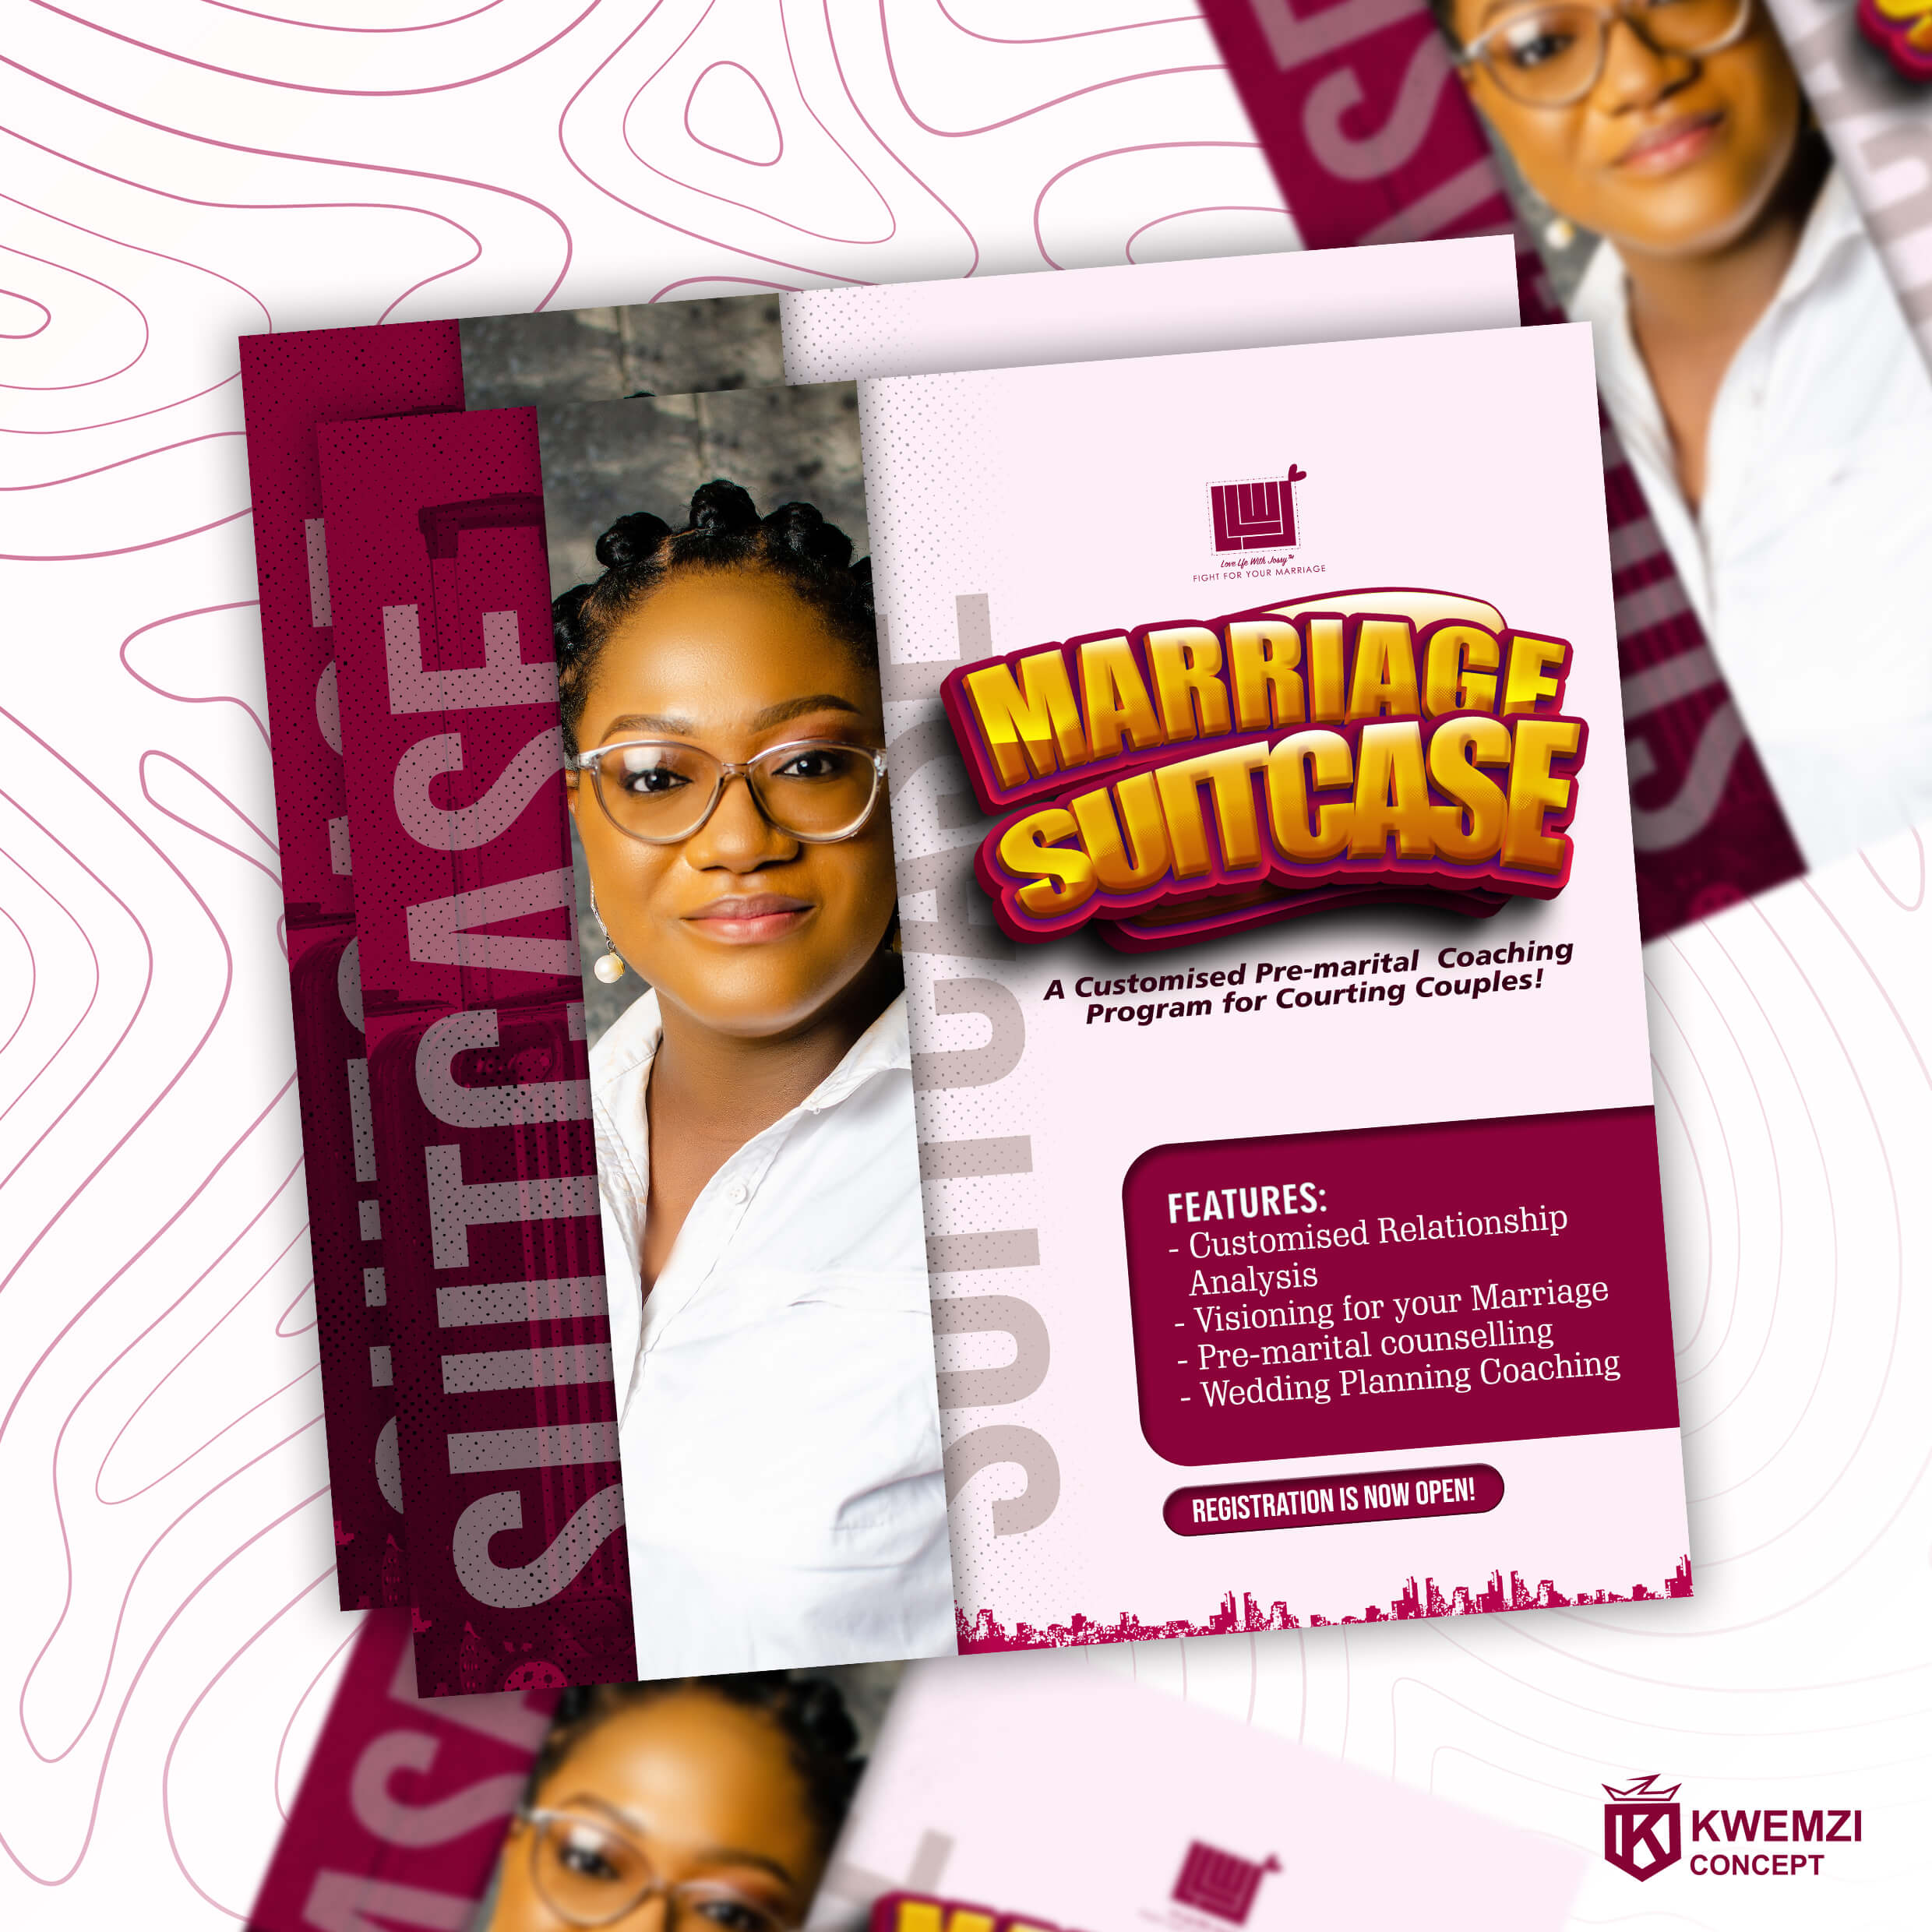 SUITCASE
SUITCASE
Love Life With Jossy™
FIGHT FOR YOUR MARRIAGE
MARRIAGE
SUITCASE
A Customised Pre-marital Coaching
Program for Courting Couples!
FEATURES:
- Customised Relationship
Analysis
- Visioning for your Marriage
- Pre-marital counselling
- Wedding Planning Coaching
REGISTRATION IS NOW OPEN!
K
KWEMZI
CONCEPT